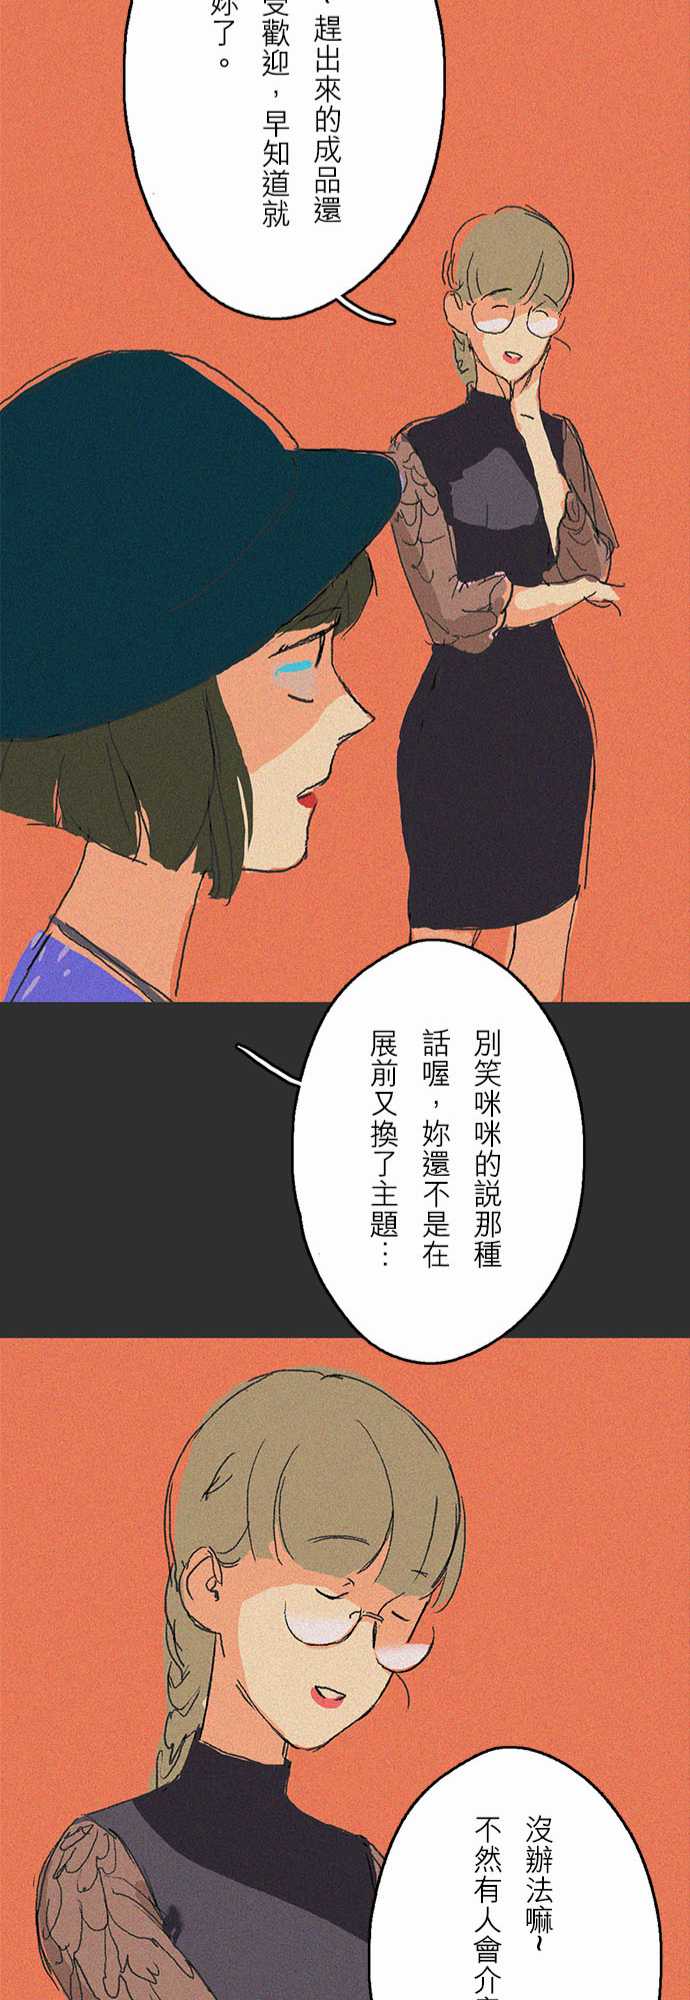 、趕出來的成品還
受歡迎，早知道就
妳了。
別笑咪咪的說那種
話喔，妳還不是在
展前又換了主題⋯
沒辦法嘛~
不然有人會介